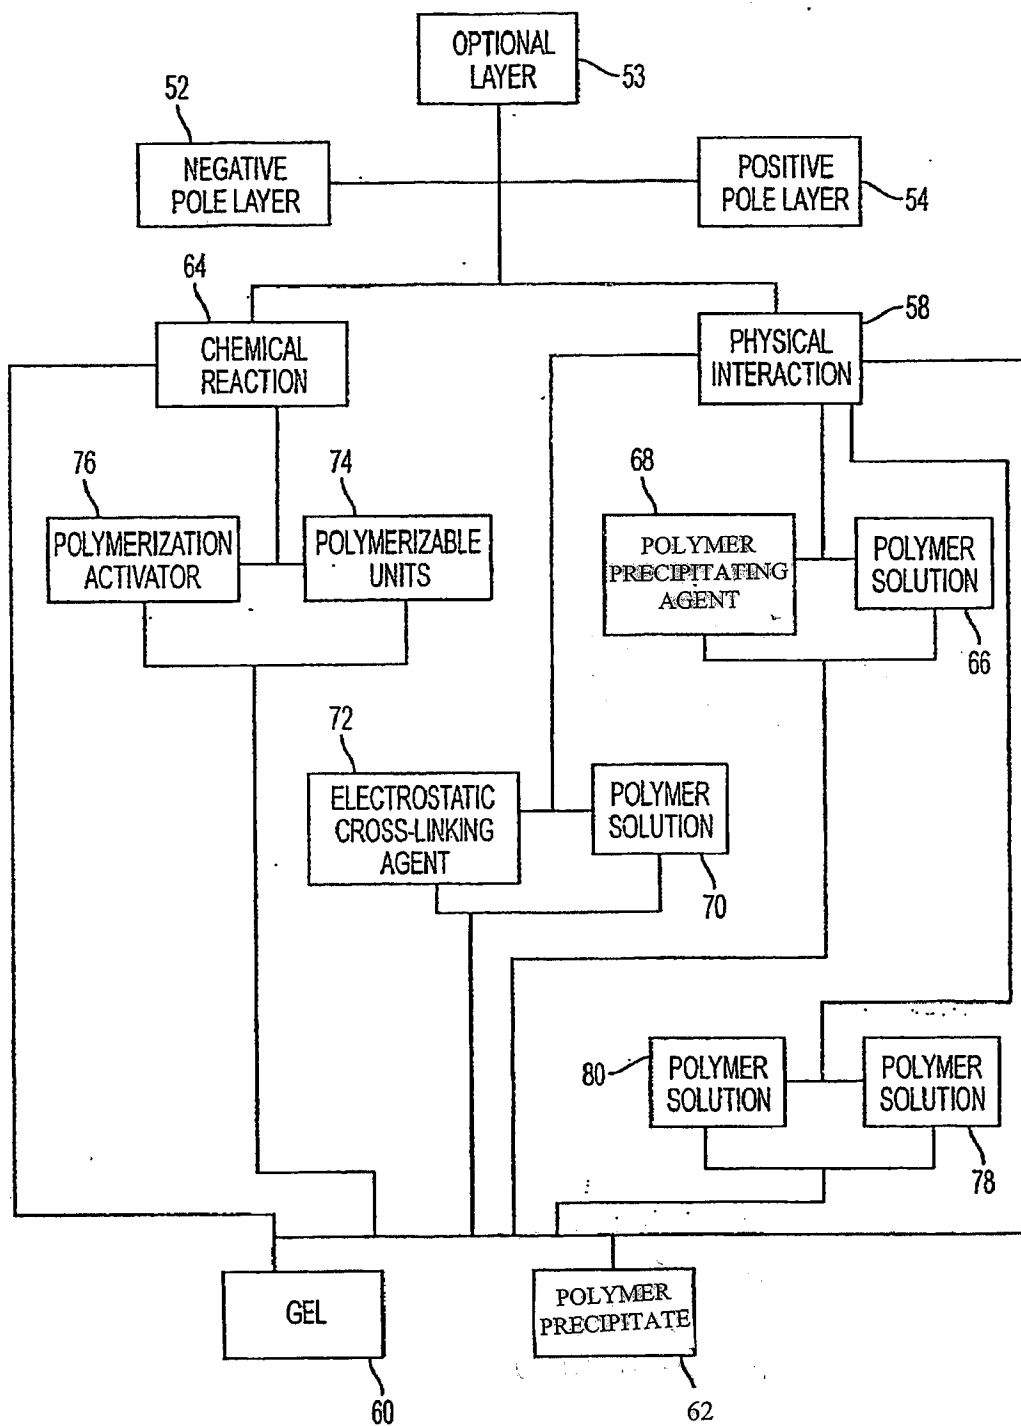 OPTIONAL
LAYER
53
52
NEGATIVE
POLE LAYER
POSITIVE
POLE LAYER
54
64
CHEMICAL
REACTION
58
PHYSICAL
INTERACTION
76
POLYMERIZATION
ACTIVATOR
74
POLYMERIZABLE
UNITS
68
POLYMER
PRECIPITATING
AGENT
POLYMER
SOLUTION
66
72
ELECTROSTATIC
CROSS-LINKING
AGENT
POLYMER
SOLUTION
70
80
POLYMER
SOLUTION
POLYMER
SOLUTION
78
GEL
60
POLYMER
PRECIPITATE
62